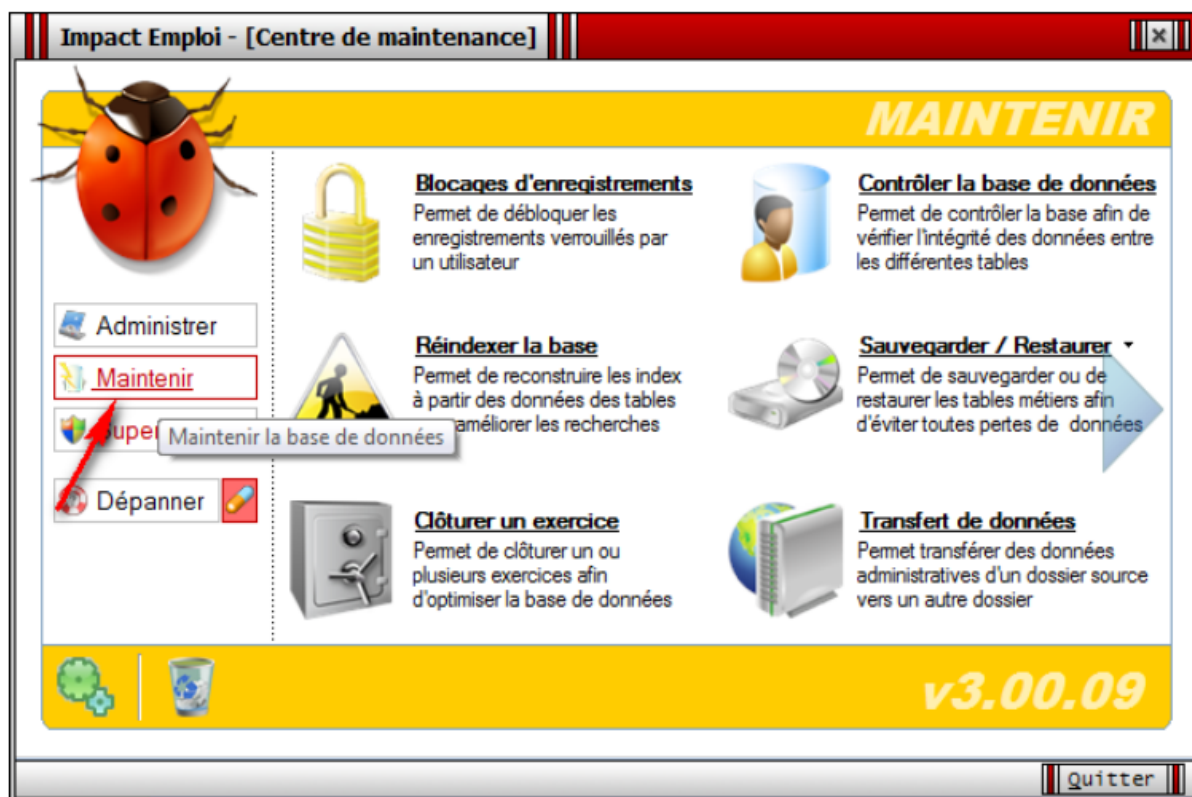 Impact Emploi - [Centre de maintenance]
MAINTENIR
Blocages d'enregistrements
Permet de débloquer les
enregistrements verrouillés par
un utilisateur
Contrôler la base de données
Permet de contrôler la base afin de
vérifier l'intégrité des données entre
les différentes tables
Administrer
Maintenir
Maintenir la base de données
Dépanner
Réindexer la base
Permet de reconstruire les index
à partir des données des tables
améliorer les recherches
Sauvegarder / Restaurer
Permet de sauvegarder ou de
restaurer les tables métiers afin
d'éviter toutes pertes de données
Clôturer un exercice
Permet de clôturer un ou
plusieurs exercices afin
d'optimiser la base de données
Transfert de données
Permet transférer des données
administratives d'un dossier source
vers un autre dossier
v3.00.09
Quitter